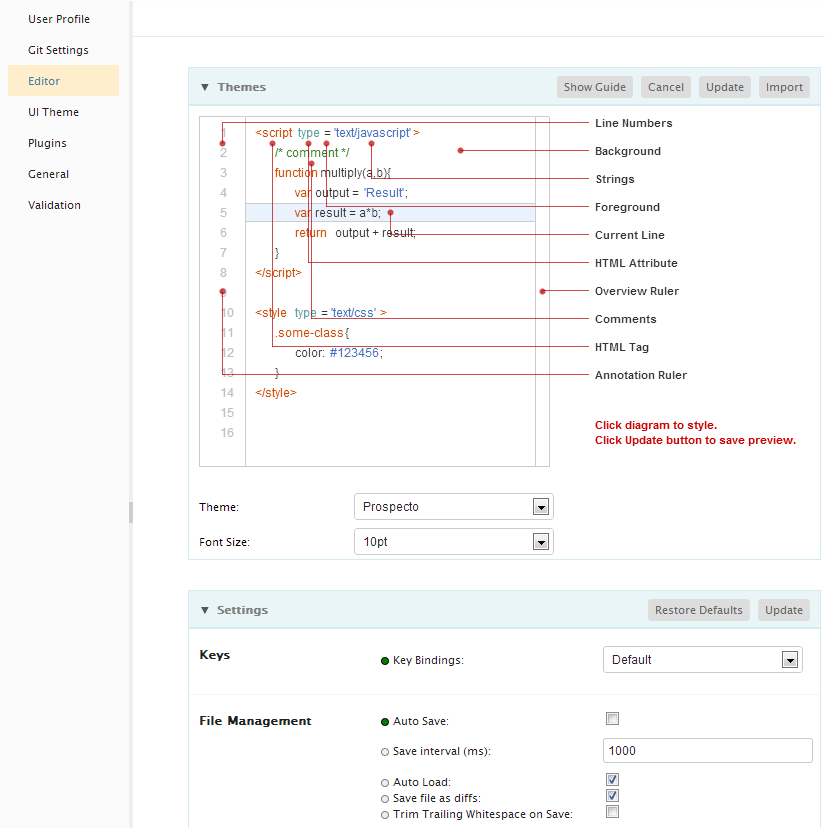 User Profile
Git Settings
Editor
UI Theme
Plugins
General
Validation
Themes
Show Guide
Cancel
Update
Import
1 <script type = 'text/javascript'>
2 /* comment */
3 function multiply(a,b){
4 var output = 'Result';
5 var result = a*b;
6 return output + result;
7 }
8 </script>
9
10 <style type = 'text/css' >
11 .some-class{
12 color: #123456;
13 }
14 </style>
15
16
Line Numbers
Background
Strings
Foreground
Current Line
HTML Attribute
Overview Ruler
Comments
HTML Tag
Annotation Ruler
Click diagram to style.
Click Update button to save preview.
Theme: Prospecto
Font Size: 10pt
Settings
Restore Defaults
Update
Keys
Key Bindings: Default
File Management
Auto Save:
Save interval (ms): 1000
Auto Load:
Save file as diffs:
Trim Trailing Whitespace on Save: